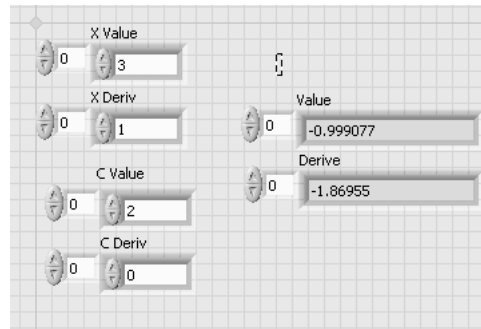 X Value
0 3
X Deriv
0 1
Value
0 -0.999077
Derive
0 -1.86955
C Value
0 2
C Deriv
0 0